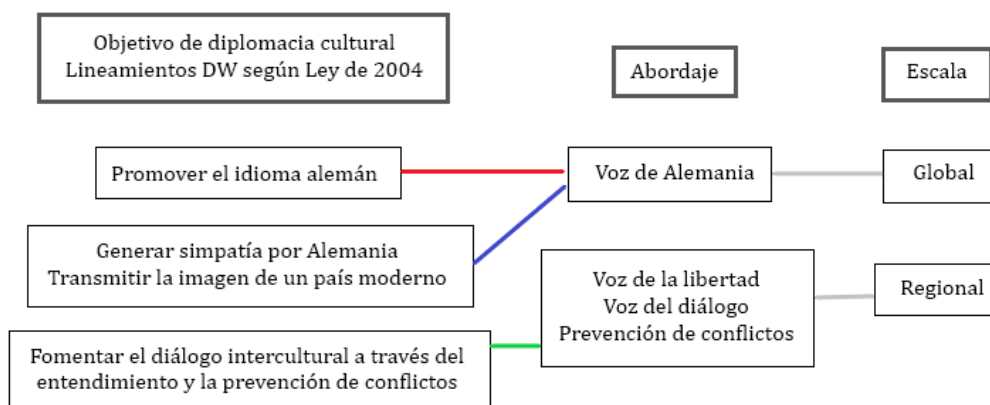 Objetivo de diplomacia cultural
Lineamientos DW según Ley de 2004
Abordaje
Escala
Promover el idioma alemán
Voz de Alemania
Global
Generar simpatía por Alemania
Transmitir la imagen de un país moderno
Voz de la libertad
Voz del diálogo
Prevención de conflictos
Regional
Fomentar el diálogo intercultural a través del
entendimiento y la prevención de conflictos